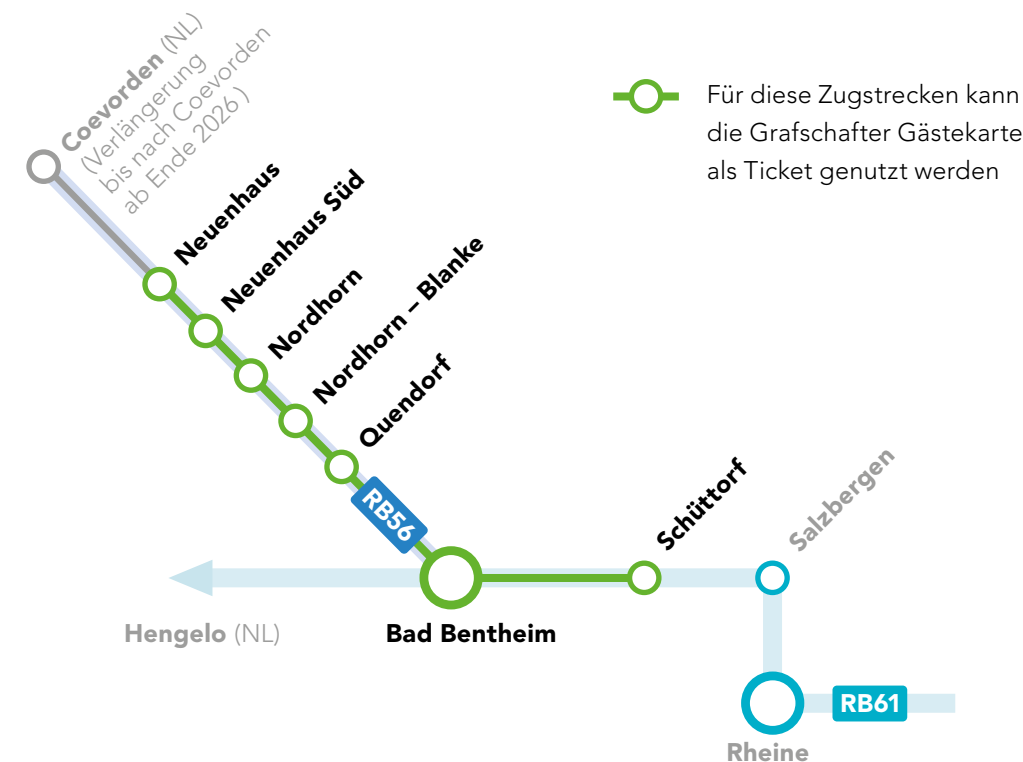 Coevorden (NL)
(Verlängerung
bis nach Coevorden
ab Ende 2026 )
Für diese Zugstrecken kann
die Grafschafter Gästekarte
als Ticket genutzt werden
Neuenhaus
Neuenhaus Süd
Nordhorn
Nordhorn – Blanke
Quendorf
RB56
Schüttorf
Salzbergen
Hengelo (NL)
Bad Bentheim
RB61
Rheine